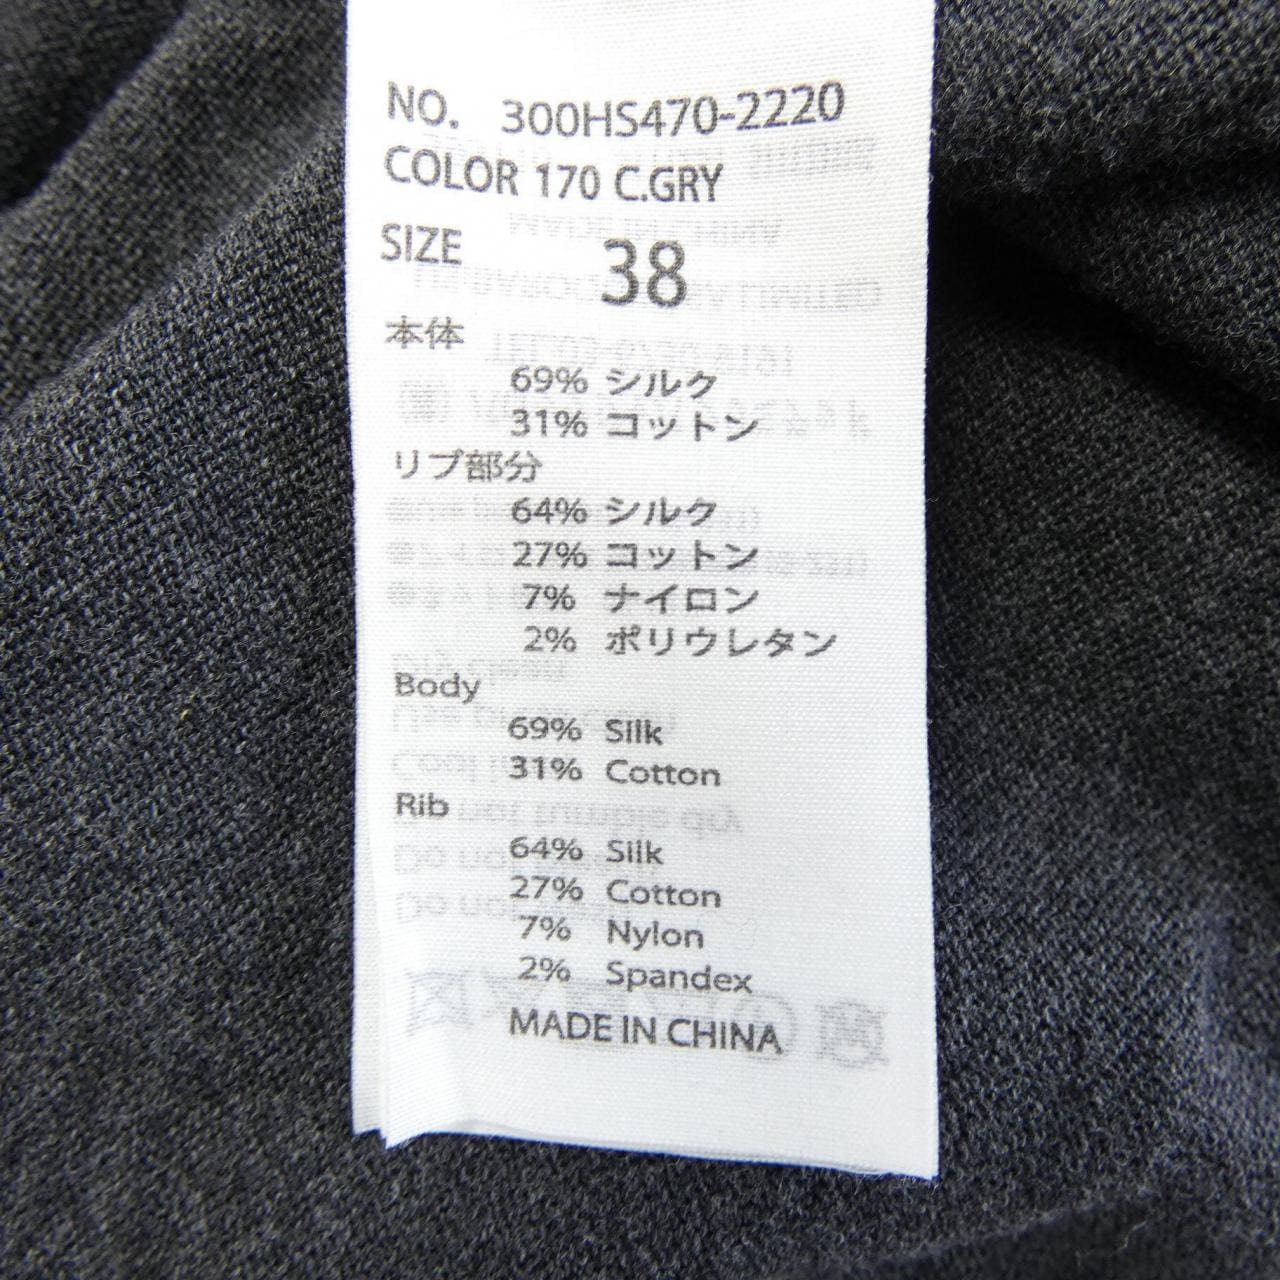 NO. 300HS470-2220
COLOR 170 C.GRY
SIZE 38
本体
69% シルク
31% コットン
リブ部分
64% シルク
27% コットン
7% ナイロン
2% ポリウレタン
Body
69% Silk
31% Cotton
Rib
64% Silk
27% Cotton
7% Nylon
2% Spandex
MADE IN CHINA